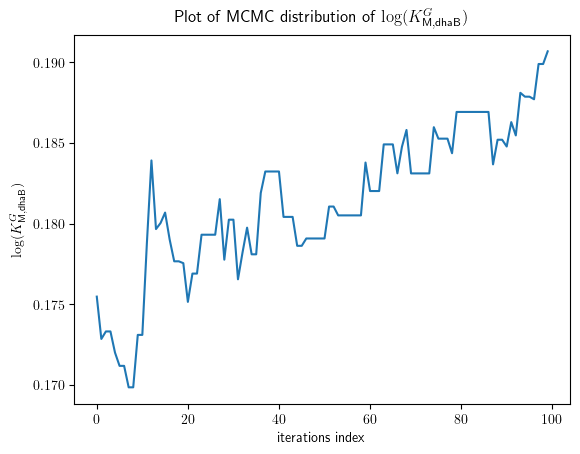 Plot of MCMC distribution of log(K^G_M,dhaB)
0.190
0.185
0.180
0.175
0.170
log(K^G_M,dhaB)
0 20 40 60 80 100
iterations index